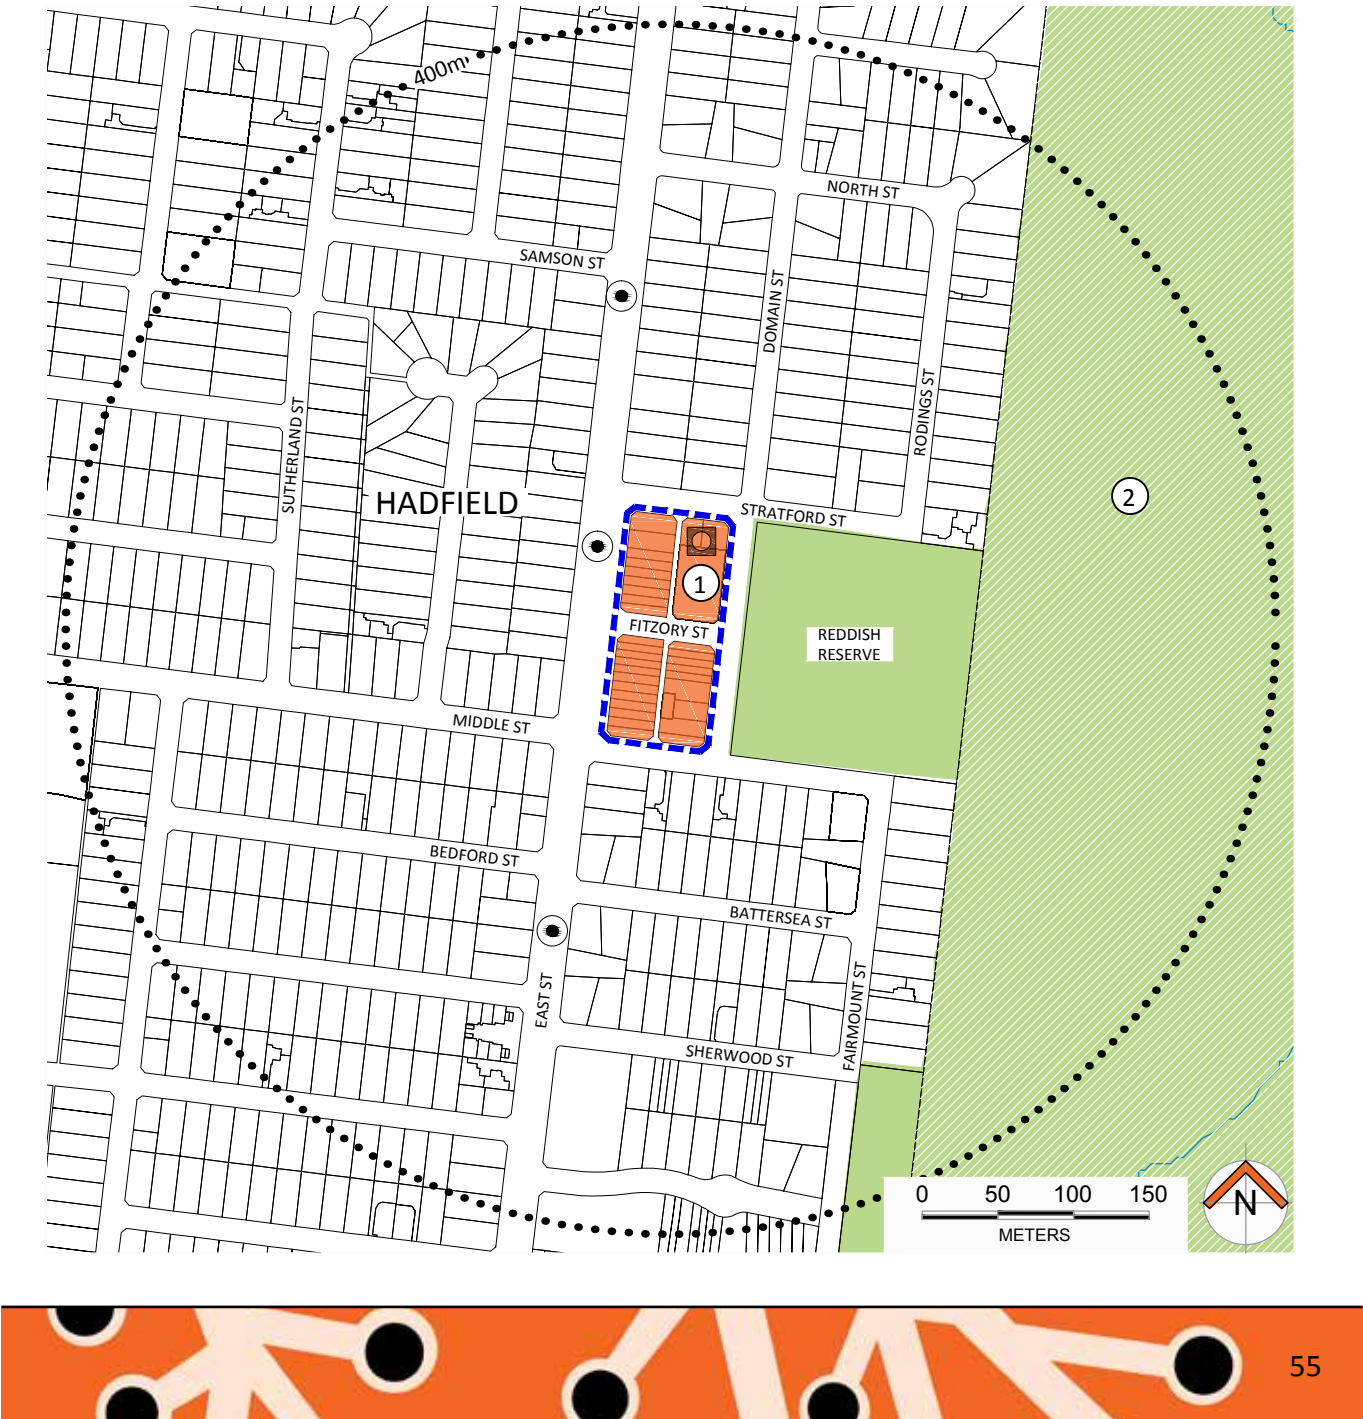 400m
NORTH ST
SAMSON ST
DOMAIN ST
RODINGS ST
SUTHERLAND ST
HADFIELD
2
STRATFORD ST
1
FITZORY ST
REDDISH
RESERVE
MIDDLE ST
BEDFORD ST
BATTERSEA ST
EAST ST
FAIRMOUNT ST
SHERWOOD ST
0 50 100 150
METERS
N
55